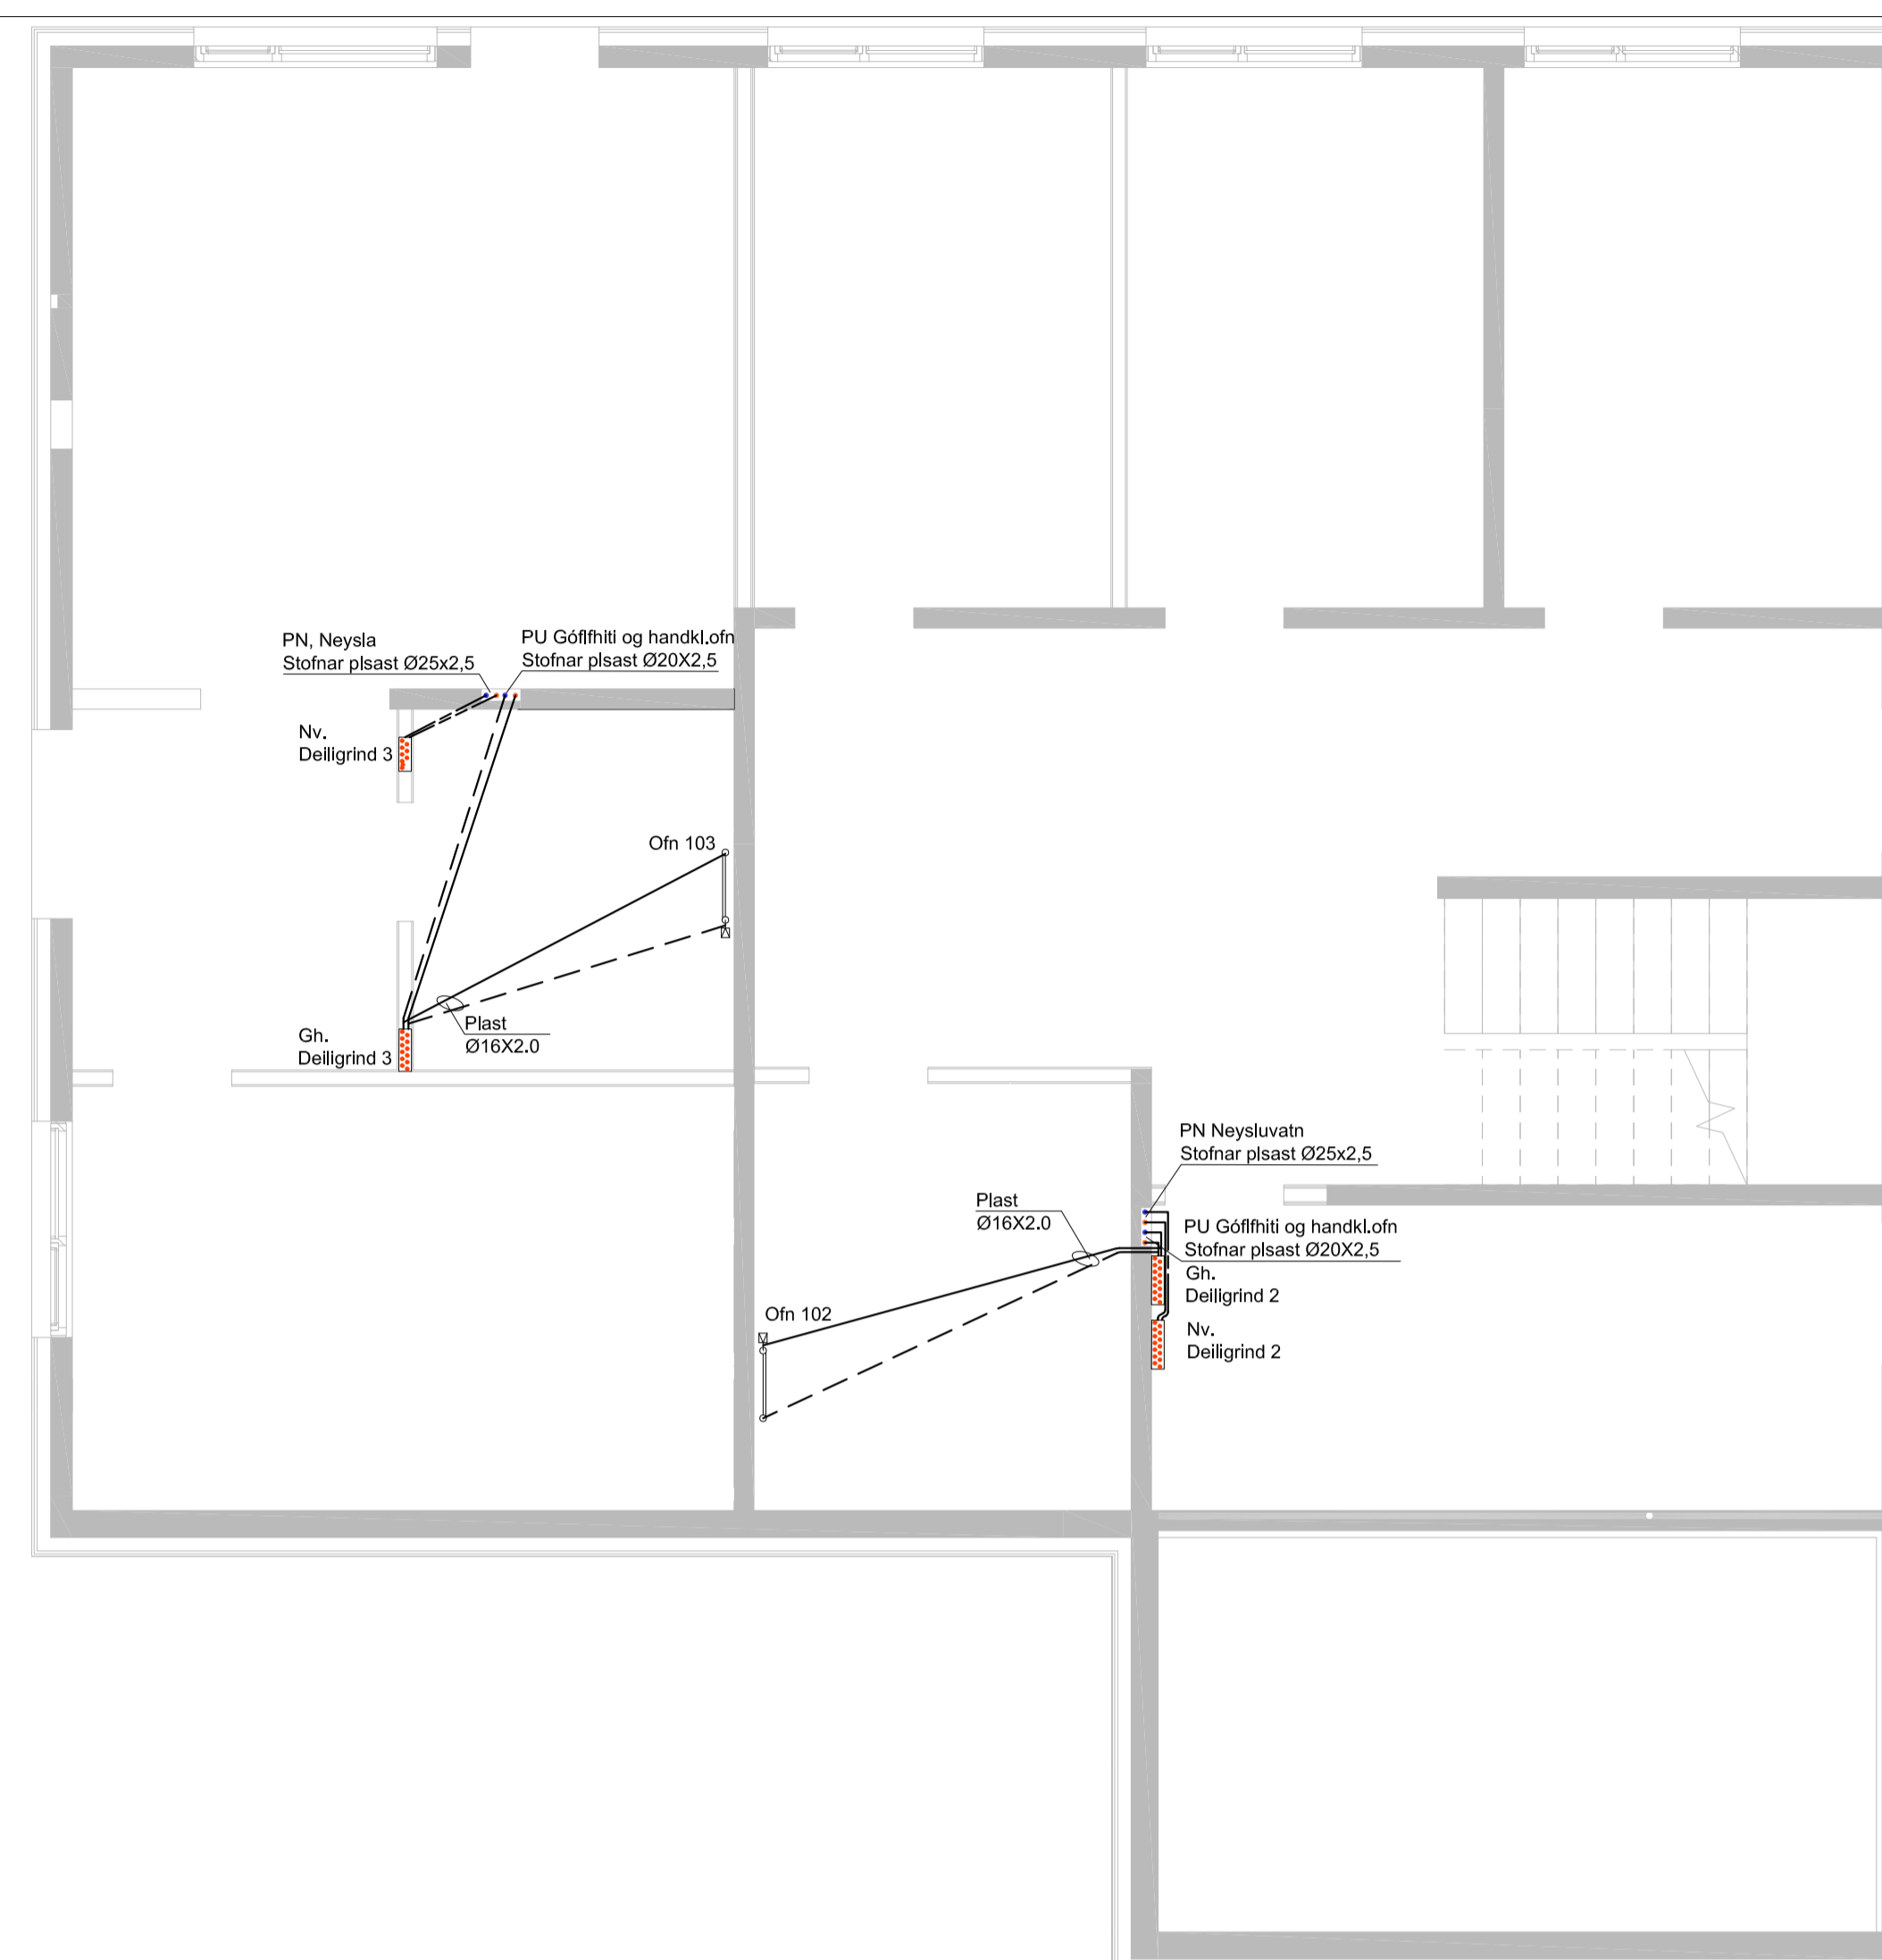 PN, Neysla
Stofnar plsast Ø25x2,5
PU Góflfhiti og handkl.ofn
Stofnar plsast Ø20X2,5
Nv.
Deiligrind 3
Ofn 103
Plast
Ø16X2.0
Gh.
Deiligrind 3
PN Neysluvatn
Stofnar plsast Ø25x2,5
Plast
Ø16X2.0
PU Góflfhiti og handkl.ofn
Stofnar plsast Ø20X2,5
Gh.
Deiligrind 2
Ofn 102
Nv.
Deiligrind 2